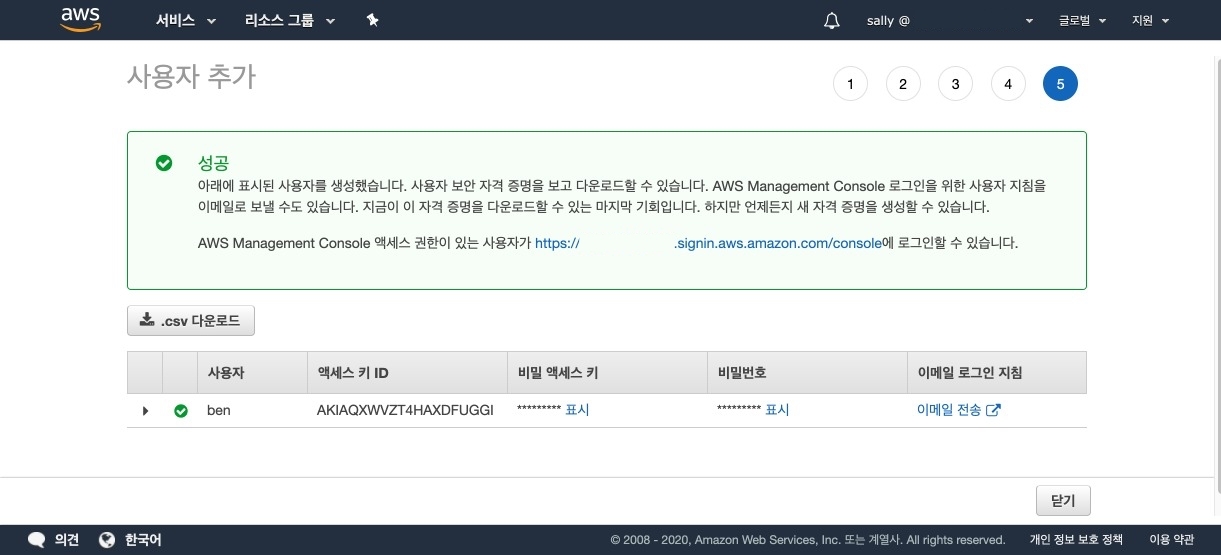 aws 서비스 리소스 그룹 sally @ 글로벌 지원
사용자 추가
1 2 3 4 5
성공
아래에 표시된 사용자를 생성했습니다. 사용자 보안 자격 증명을 보고 다운로드할 수 있습니다. AWS Management Console 로그인을 위한 사용자 지침을
이메일로 보낼 수도 있습니다. 지금이 이 자격 증명을 다운로드할 수 있는 마지막 기회입니다. 하지만 언제든지 새 자격 증명을 생성할 수 있습니다.
AWS Management Console 액세스 권한이 있는 사용자가 https:// .signin.aws.amazon.com/console에 로그인할 수 있습니다.
.csv 다운로드
사용자 액세스 키 ID 비밀 액세스 키 비밀번호 이메일 로그인 지침
ben AKIAQXWVZT4HAXDFUGGI ********* 표시 ********* 표시 이메일 전송
닫기
의견 한국어 © 2008 - 2020, Amazon Web Services, Inc. 또는 계열사. All rights reserved. 개인 정보 보호 정책 이용 약관